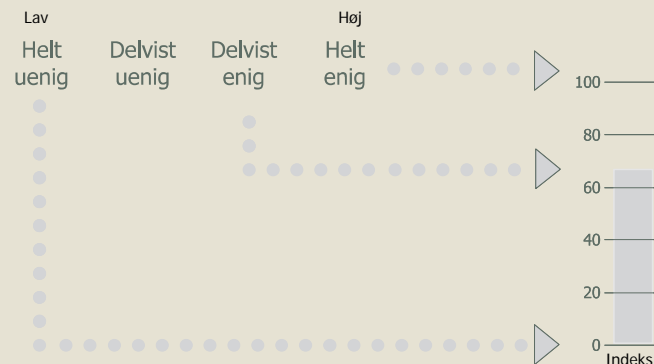 Lav Høj
Helt Delvist Delvist Helt
uenig uenig enig enig
100
80
60
40
20
0
Indeks